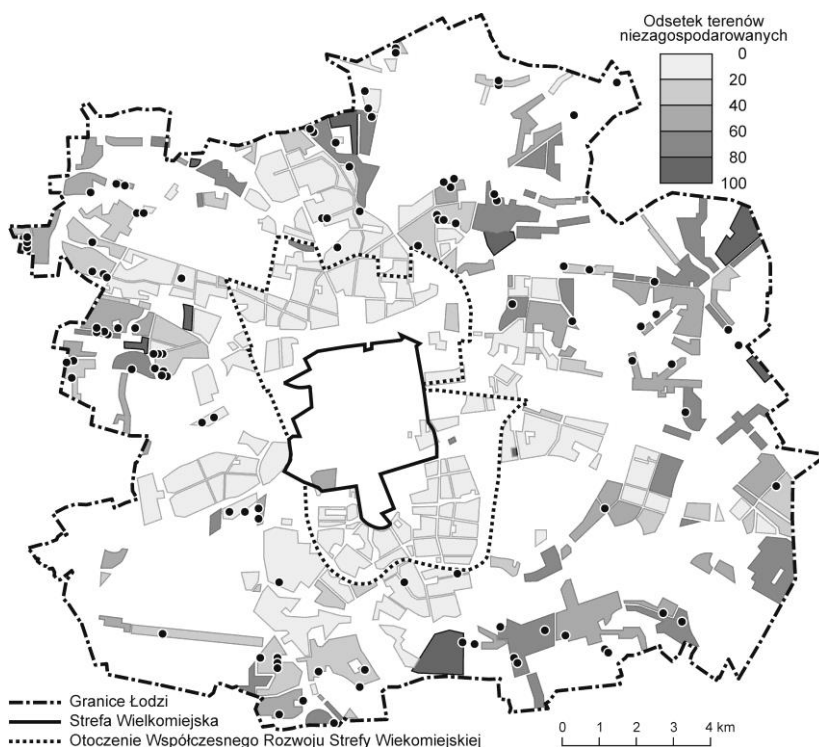 Odsetek terenów
niezagospodarowanych
0
20
40
60
80
100
Granice Łodzi
Strefa Wielkomiejska
Otoczenie Współczesnego Rozwoju Strefy Wiekomiejskiej
0 1 2 3 4 km